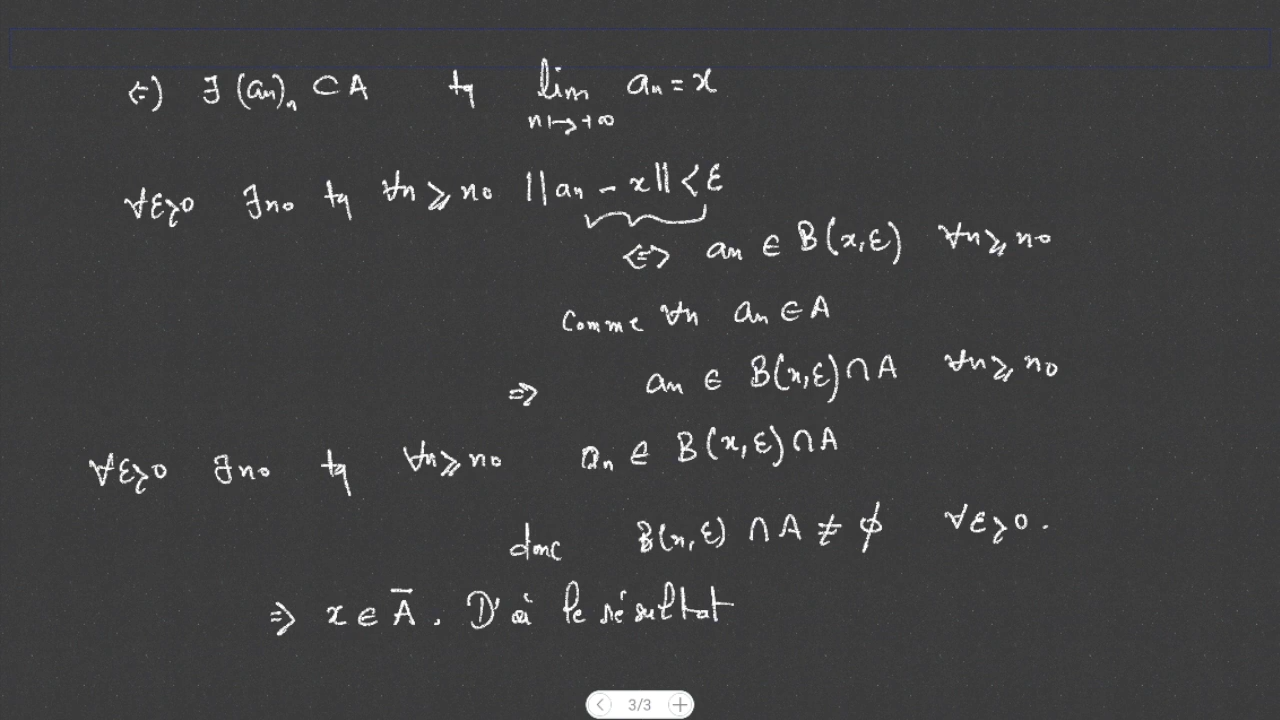 ⇐) ∃ (an)n ⊂ A tq lim an = x
n↦+∞
∀ε>0 ∃n0 tq ∀n ≥ n0 ||an - x|| < ε
⇔ an ∈ B(x,ε) ∀n ≥ n0
Comme ∀n an ∈ A
⇒ an ∈ B(x,ε) ∩ A ∀n ≥ n0
∀ε>0 ∃n0 tq ∀n ≥ n0 an ∈ B(x,ε) ∩ A
donc B(x,ε) ∩ A ≠ ∅ ∀ε>0.
⇒ x ∈ Ā. D'où le résultat
3/3